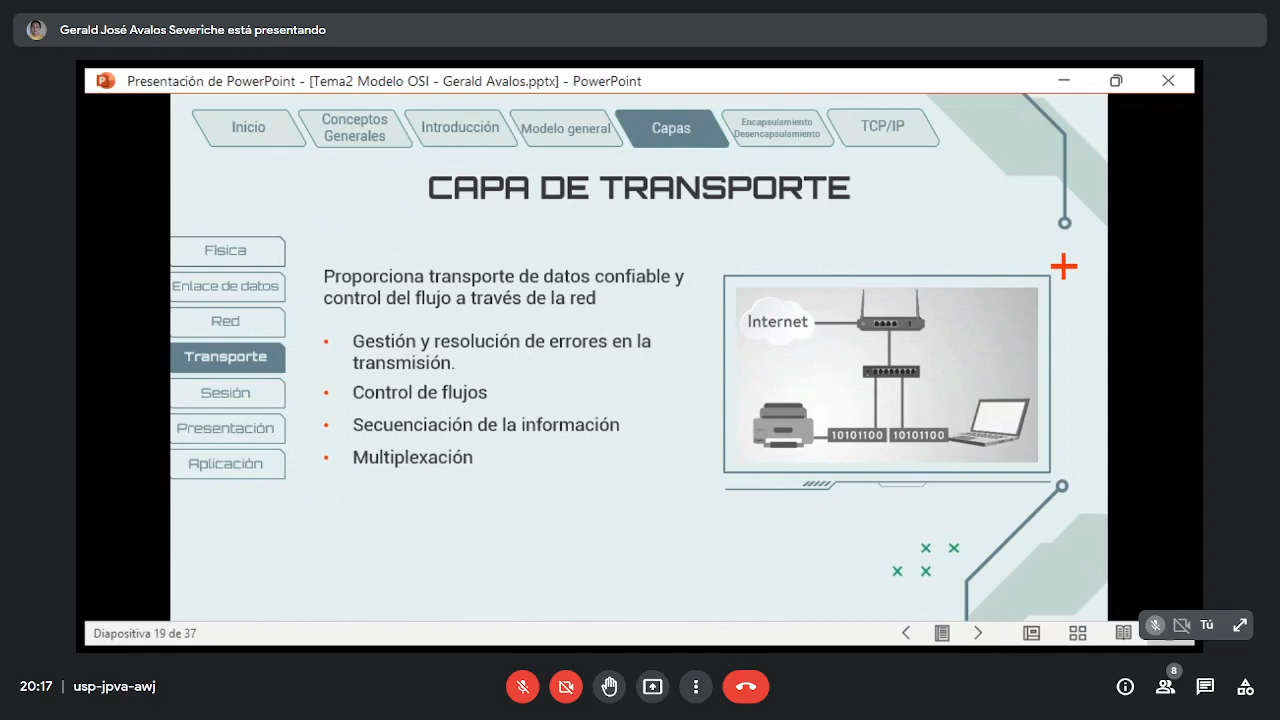 Gerald José Avalos Severiche está presentando
Presentación de PowerPoint - [Tema2 Modelo OSI - Gerald Avalos.pptx] - PowerPoint
Inicio
Conceptos
Generales
Introducción
Modelo general
Capas
Encapsulamiento
Desencapsulamiento
TCP/IP
CAPA DE TRANSPORTE
Física
Enlace de datos
Red
Transporte
Sesión
Presentación
Aplicación
Proporciona transporte de datos confiable y
control del flujo a través de la red
• Gestión y resolución de errores en la
transmisión.
• Control de flujos
• Secuenciación de la información
• Multiplexación
Internet
10101100 10101100
Diapositiva 19 de 37
Tú
20:17 | usp-jpva-awj
8